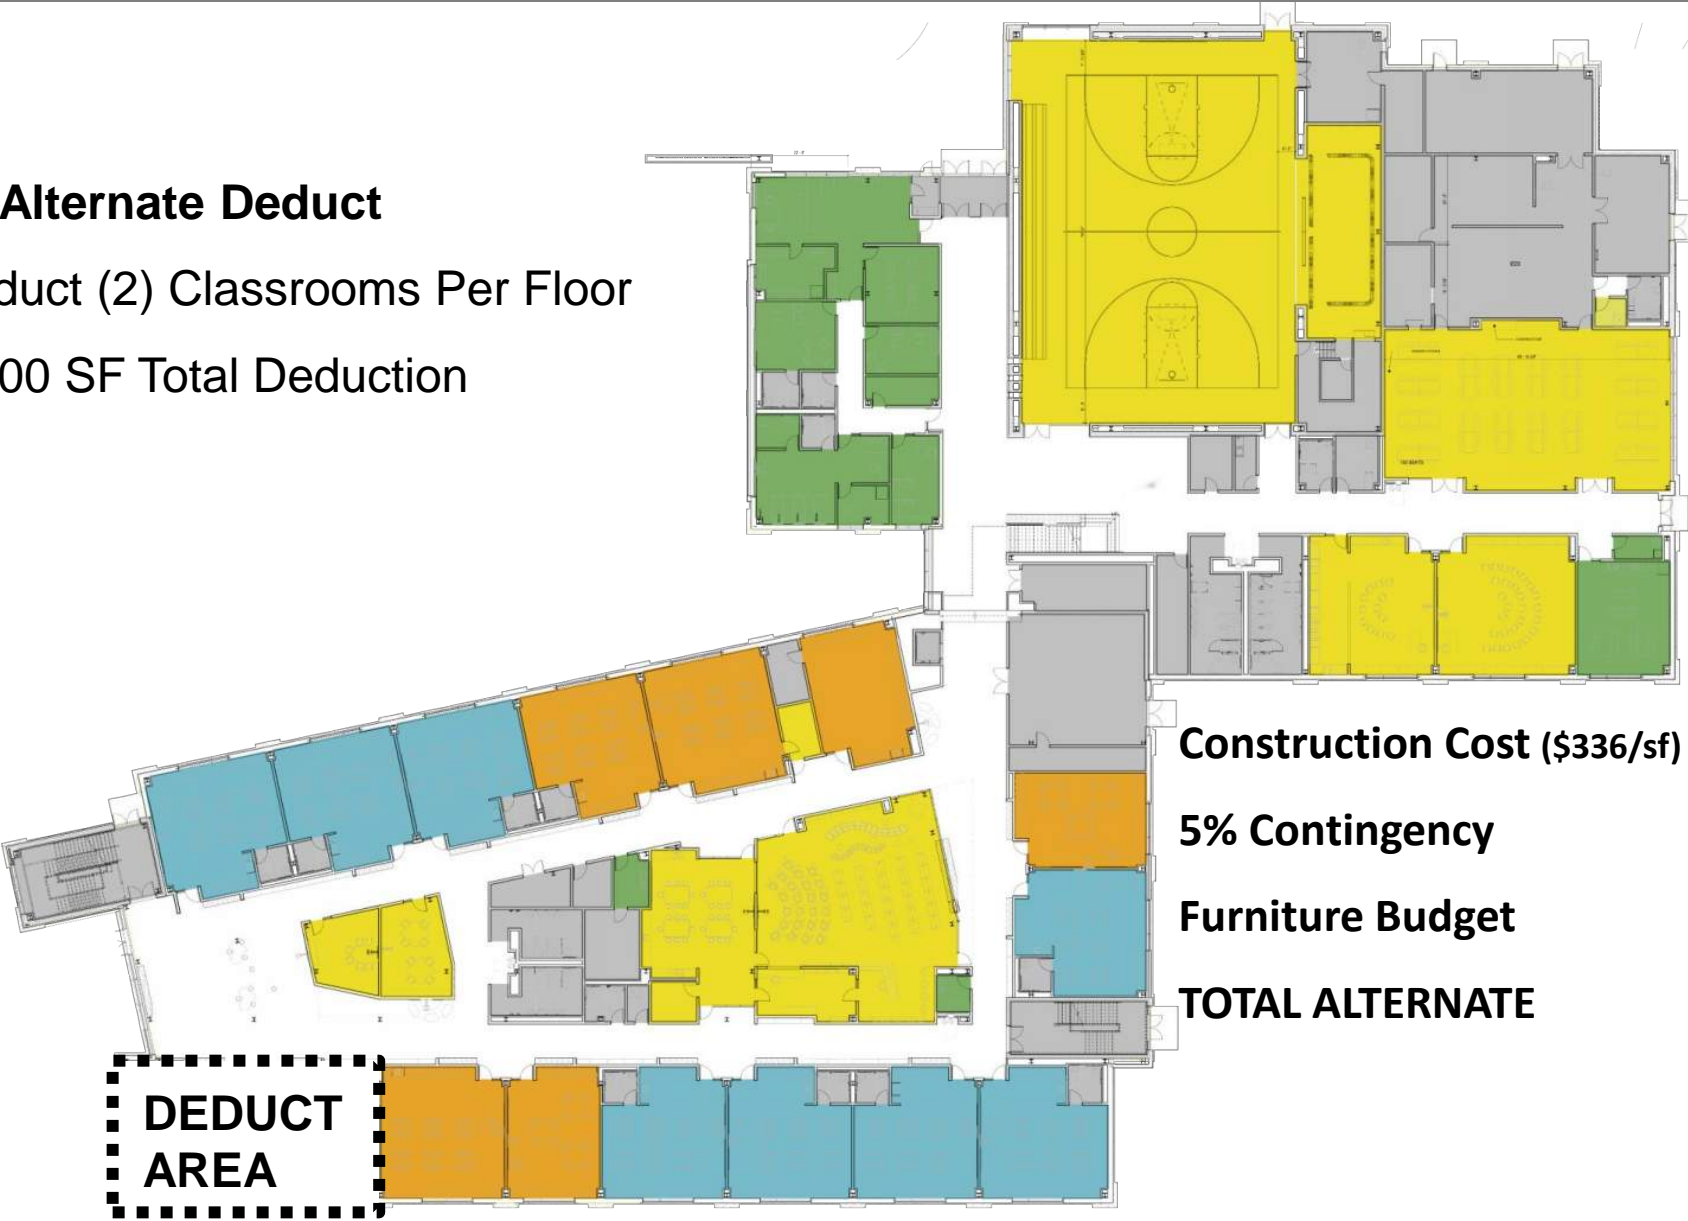 Alternate Deduct
duct (2) Classrooms Per Floor
00 SF Total Deduction
Construction Cost ($336/sf)
5% Contingency
Furniture Budget
TOTAL ALTERNATE
DEDUCT
AREA